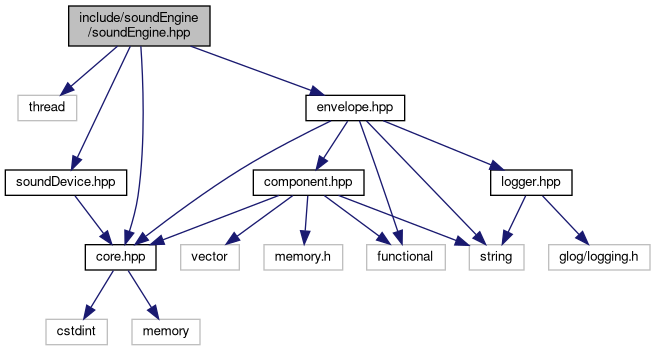 include/soundEngine
/soundEngine.hpp
thread
envelope.hpp
soundDevice.hpp
component.hpp
logger.hpp
core.hpp
vector
memory.h
functional
string
glog/logging.h
cstdint
memory